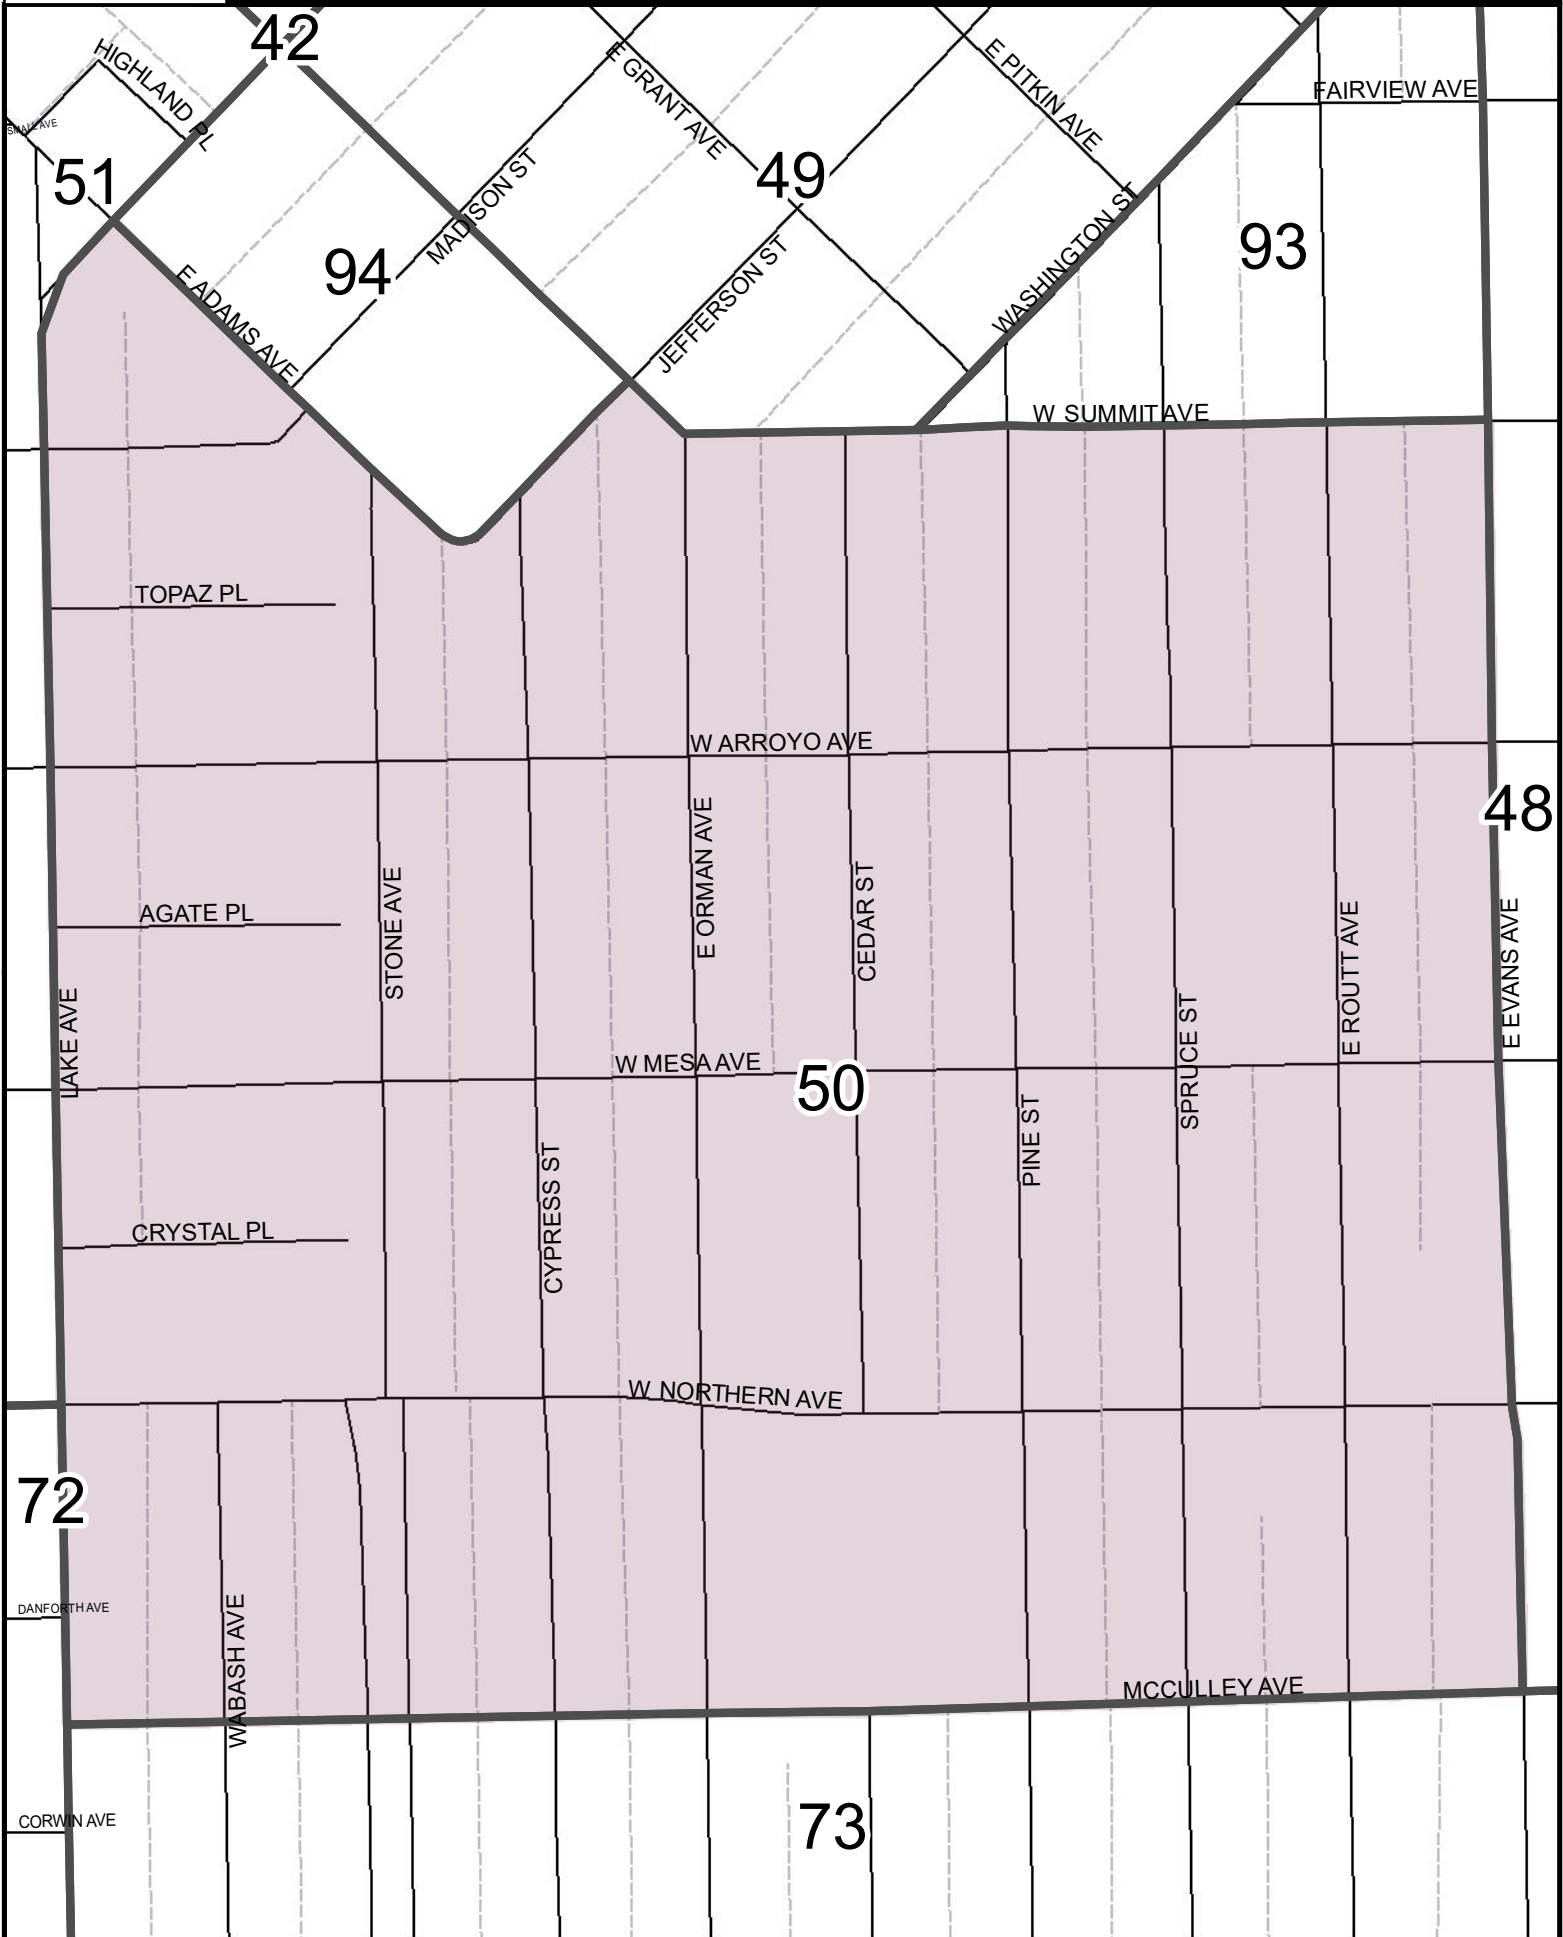 42
HIGHLAND PL
E GRANT AVE
E PITKIN AVE
FAIRVIEW AVE
SMALL AVE
51
MADISON ST
49
WASHINGTON ST
93
94
E ADAMS AVE
JEFFERSON ST
W SUMMIT AVE
TOPAZ PL
W ARROYO AVE
48
E ORMAN AVE
STONE AVE
CEDAR ST
AGATE PL
E ROUTT AVE
E EVANS AVE
LAKE AVE
SPRUCE ST
W MESA AVE
50
PINE ST
CYPRESS ST
CRYSTAL PL
W NORTHERN AVE
72
DANFORTH AVE
WABASH AVE
MCCULLEY AVE
CORWIN AVE
73